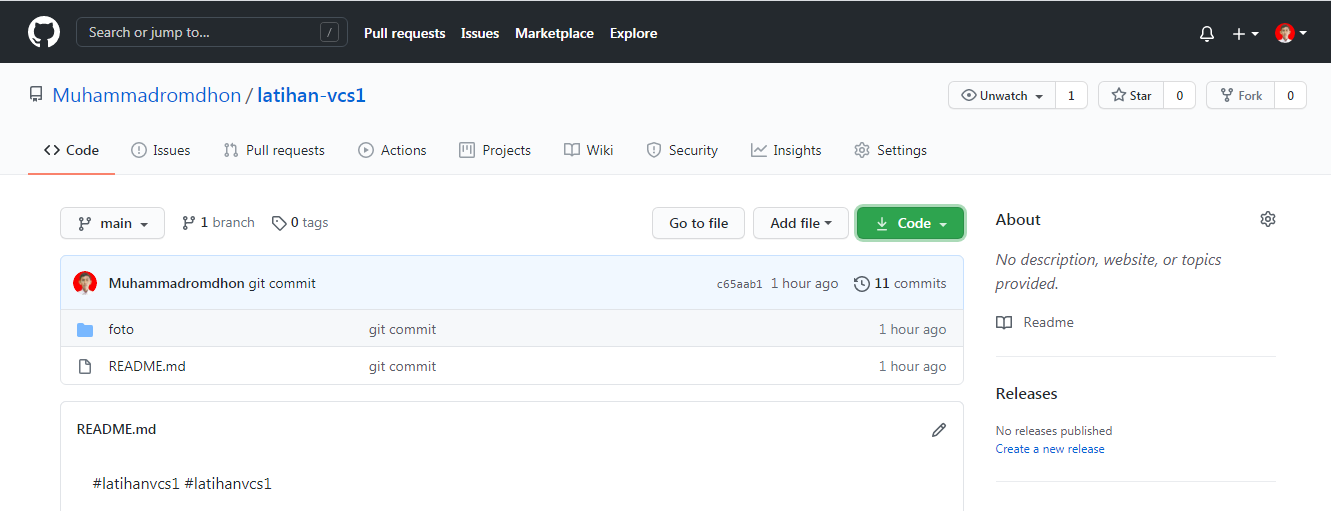 Search or jump to... / Pull requests Issues Marketplace Explore
Muhammadromdhon / latihan-vcs1 Unwatch 1 Star 0 Fork 0
Code Issues Pull requests Actions Projects Wiki Security Insights Settings
main 1 branch 0 tags Go to file Add file Code
Muhammadromdhon git commit c65aab1 1 hour ago 11 commits
foto git commit 1 hour ago
README.md git commit 1 hour ago
README.md
#latihanvcs1 #latihanvcs1
About
No description, website, or topics
provided.
Readme
Releases
No releases published
Create a new release